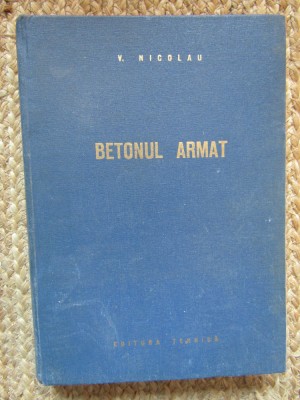 V. NICOLAU
BETONUL ARMAT
EDITURA TEHNICĂ